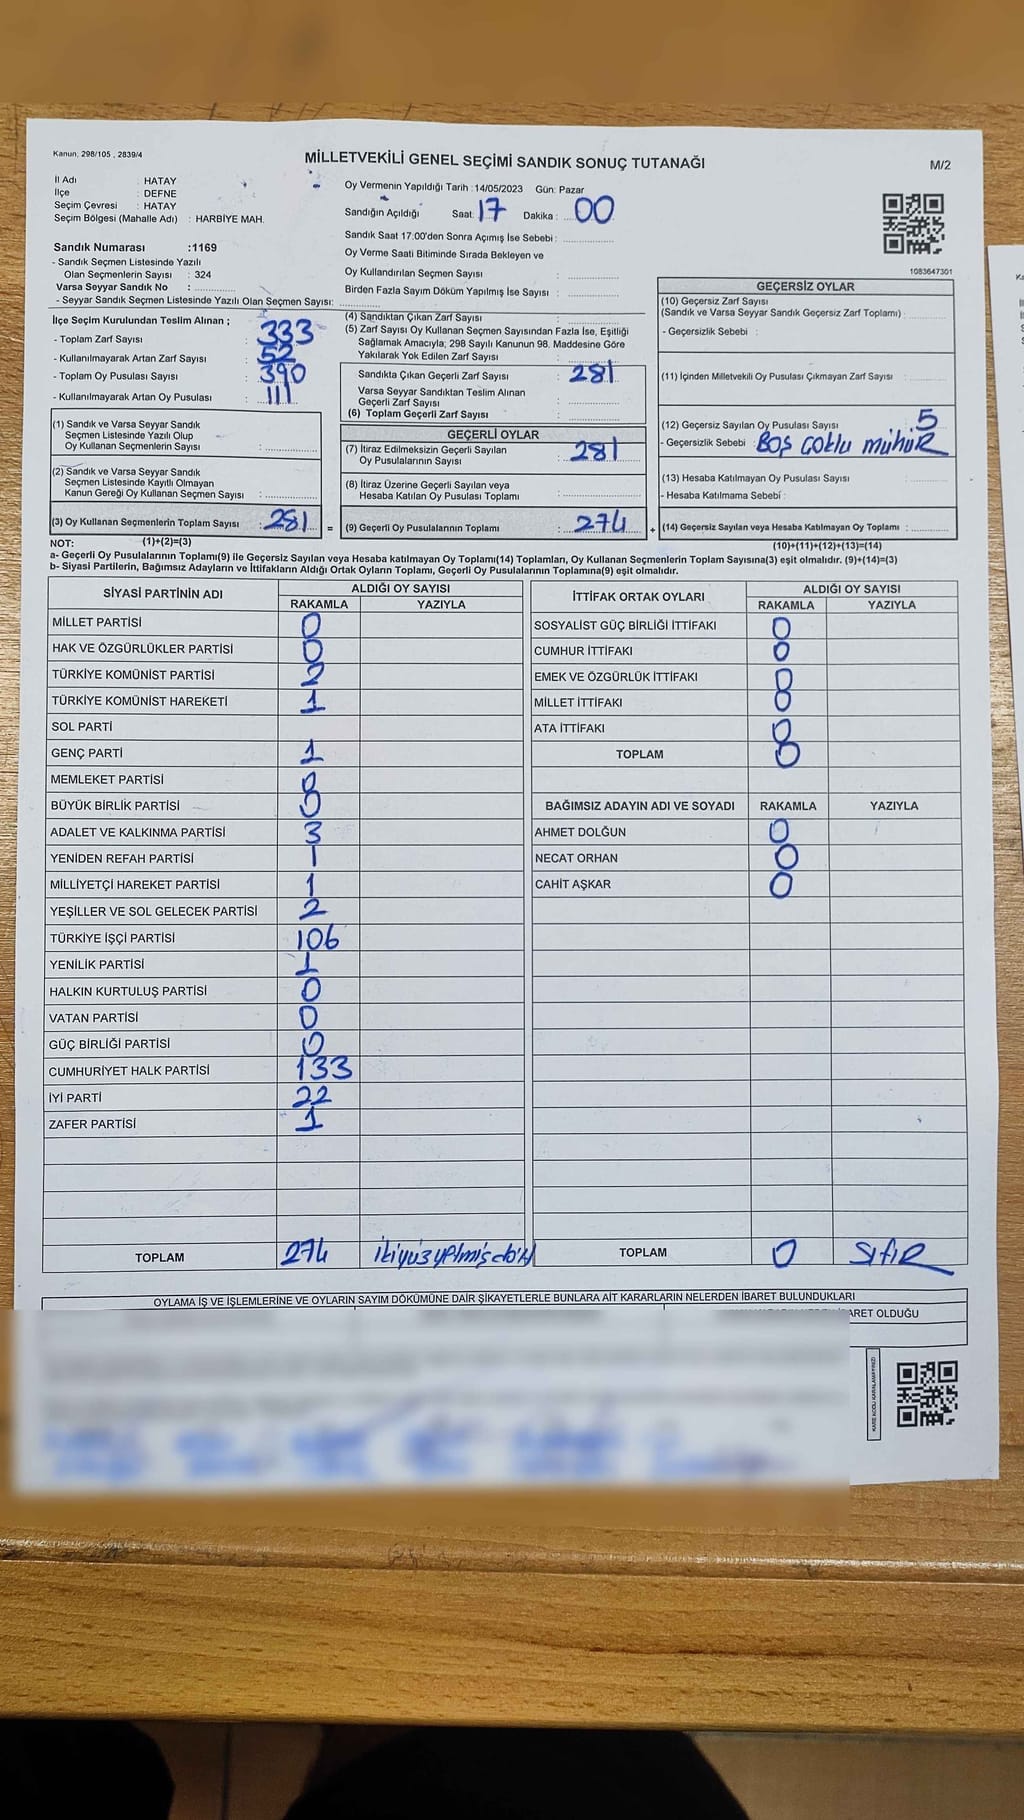 Kanun, 298/105 , 2839/4
MİLLETVEKİLİ GENEL SEÇİMİ SANDIK SONUÇ TUTANAĞI
M/2
İl Adı : HATAY
İlçe : DEFNE
Seçim Çevresi : HATAY
Seçim Bölgesi (Mahalle Adı) : HARBİYE MAH.
Sandık Numarası :1169
- Sandık Seçmen Listesinde Yazılı
Olan Seçmenlerin Sayısı : 324
Varsa Seyyar Sandık No :
- Seyyar Sandık Seçmen Listesinde Yazılı Olan Seçmen Sayısı:
Oy Vermenin Yapıldığı Tarih :14/05/2023 Gün: Pazar
Sandığın Açıldığı Saat: 17 Dakika : 00
Sandık Saat 17.00'den Sonra Açımış İse Sebebi :
Oy Verme Saati Bitiminde Sırada Bekleyen ve
Oy Kullandırılan Seçmen Sayısı :
Birden Fazla Sayım Döküm Yapılmış İse Sayısı :
1083647301
İlçe Seçim Kurulundan Teslim Alınan ;
- Toplam Zarf Sayısı : 333
- Kullanılmayarak Artan Zarf Sayısı : 52
- Toplam Oy Pusulası Sayısı : 390
- Kullanılmayarak Artan Oy Pusulası : 111
(1) Sandık ve Varsa Seyyar Sandık
Seçmen Listesinde Yazılı Olup
Oy Kullanan Seçmenlerin Sayısı :
(2) Sandık ve Varsa Seyyar Sandık
Seçmen Listesinde Kayıtlı Olmayan
Kanun Gereği Oy Kullanan Seçmen Sayısı :
(3) Oy Kullanan Seçmenlerin Toplam Sayısı : 281 =
(4) Sandıktan Çıkan Zarf Sayısı :
(5) Zarf Sayısı Oy Kullanan Seçmen Sayısından Fazla İse, Eşitliği
Sağlamak Amacıyla; 298 Sayılı Kanunun 98. Maddesine Göre
Yakılarak Yok Edilen Zarf Sayısı :
Sandıkta Çıkan Geçerli Zarf Sayısı : 281
Varsa Seyyar Sandıktan Teslim Alınan
Geçerli Zarf Sayısı :
(6) Toplam Geçerli Zarf Sayısı :
GEÇERLİ OYLAR
(7) İtiraz Edilmeksizin Geçerli Sayılan
Oy Pusulalarının Sayısı : 281
(8) İtiraz Üzerine Geçerli Sayılan veya
Hesaba Katılan Oy Pusulası Toplamı :
(9) Geçerli Oy Pusulalarının Toplamı : 274 +
GEÇERSİZ OYLAR
(10) Geçersiz Zarf Sayısı
(Sandık ve Varsa Seyyar Sandık Geçersiz Zarf Toplamı) :
- Geçersizlik Sebebi :
(11) İçinden Milletvekili Oy Pusulası Çıkmayan Zarf Sayısı :
(12) Geçersiz Sayılan Oy Pusulası Sayısı : 5
- Geçersizlik Sebebi : Boş çoklu mühür
(13) Hesaba Katılmayan Oy Pusulası Sayısı :
- Hesaba Katılmama Sebebi :
(14) Geçersiz Sayılan veya Hesaba Katılmayan Oy Toplamı :
NOT: (1)+(2)=(3) (10)+(11)+(12)+(13)=(14)
a- Geçerli Oy Pusulalarının Toplamı(9) ile Geçersiz Sayılan veya Hesaba katılmayan Oy Toplamı(14) Toplamları, Oy Kullanan Seçmenlerin Toplam Sayısına(3) eşit olmalıdır. (9)+(14)=(3)
b- Siyasi Partilerin, Bağımsız Adayların ve İttifakların Aldığı Ortak Oyların Toplamı, Geçerli Oy Pusulalarının Toplamına(9) eşit olmalıdır.
SİYASİ PARTİNİN ADI ALDIĞI OY SAYISI
RAKAMLA YAZIYLA
MİLLET PARTİSİ 0
HAK VE ÖZGÜRLÜKLER PARTİSİ 0
TÜRKİYE KOMÜNİST PARTİSİ 2
TÜRKİYE KOMÜNİST HAREKETİ 1
SOL PARTİ
GENÇ PARTİ 1
MEMLEKET PARTİSİ 0
BÜYÜK BİRLİK PARTİSİ 0
ADALET VE KALKINMA PARTİSİ 3
YENİDEN REFAH PARTİSİ 1
MİLLİYETÇİ HAREKET PARTİSİ 1
YEŞİLLER VE SOL GELECEK PARTİSİ 2
TÜRKİYE İŞÇİ PARTİSİ 106
YENİLİK PARTİSİ 1
HALKIN KURTULUŞ PARTİSİ 0
VATAN PARTİSİ 0
GÜÇ BİRLİĞİ PARTİSİ 0
CUMHURİYET HALK PARTİSİ 133
İYİ PARTİ 22
ZAFER PARTİSİ 1
TOPLAM 274 ikiyüzyetmişdört
İTTİFAK ORTAK OYLARI ALDIĞI OY SAYISI
RAKAMLA YAZIYLA
SOSYALİST GÜÇ BİRLİĞİ İTTİFAKI 0
CUMHUR İTTİFAKI 0
EMEK VE ÖZGÜRLÜK İTTİFAKI 0
MİLLET İTTİFAKI 0
ATA İTTİFAKI 0
TOPLAM 0
BAĞIMSIZ ADAYIN ADI VE SOYADI RAKAMLA YAZIYLA
AHMET DOLĞUN 0
NECAT ORHAN 0
CAHİT AŞKAR 0
TOPLAM 0 SIFIR
OYLAMA İŞ VE İŞLEMLERİNE VE OYLARIN SAYIM DÖKÜMÜNE DAİR ŞİKAYETLERLE BUNLARA AİT KARARLARIN NELERDEN İBARET BULUNDUKLARI
ARET OLDUĞU
KARE KODU KARALAMAYINIZ!